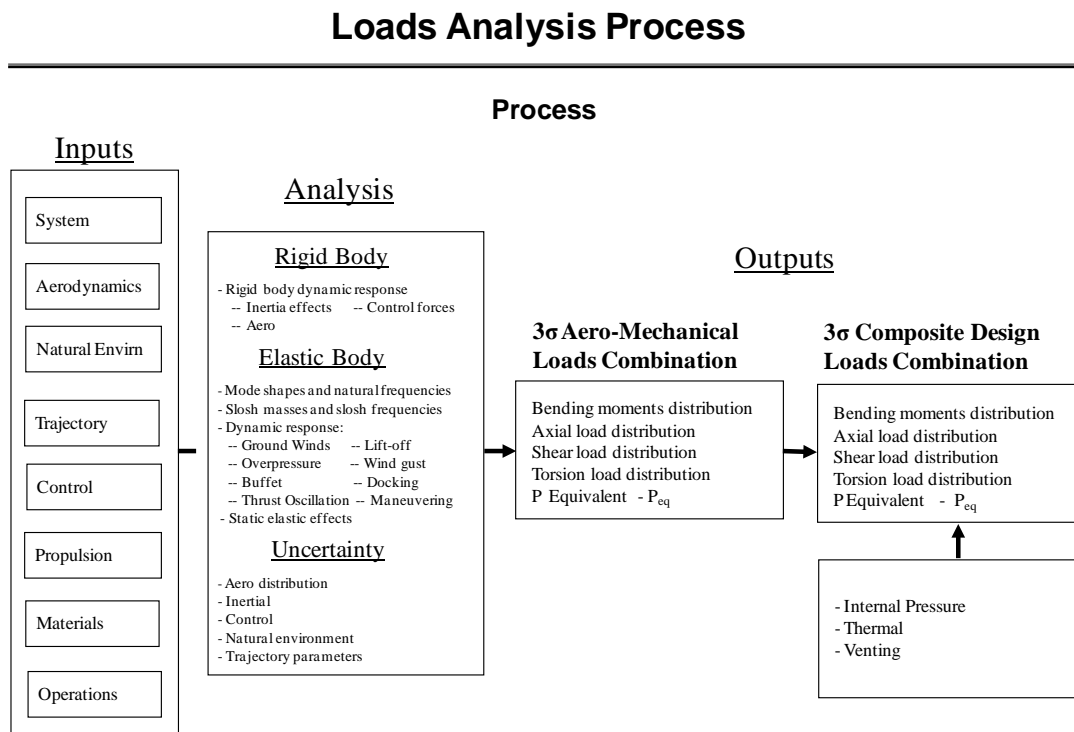 Loads Analysis Process
Process
Inputs
System
Aerodynamics
Natural Envirn
Trajectory
Control
Propulsion
Materials
Operations
Analysis
Rigid Body
- Rigid body dynamic response
-- Inertia effects -- Control forces
-- Aero
Elastic Body
- Mode shapes and natural frequencies
- Slosh masses and slosh frequencies
- Dynamic response:
-- Ground Winds -- Lift-off
-- Overpressure -- Wind gust
-- Buffet -- Docking
-- Thrust Oscillation -- Maneuvering
- Static elastic effects
Uncertainty
- Aero distribution
- Inertial
- Control
- Natural environment
- Trajectory parameters
Outputs
3σ Aero-Mechanical
Loads Combination
Bending moments distribution
Axial load distribution
Shear load distribution
Torsion load distribution
P Equivalent - Peq
3σ Composite Design
Loads Combination
Bending moments distribution
Axial load distribution
Shear load distribution
Torsion load distribution
P Equivalent - Peq
- Internal Pressure
- Thermal
- Venting